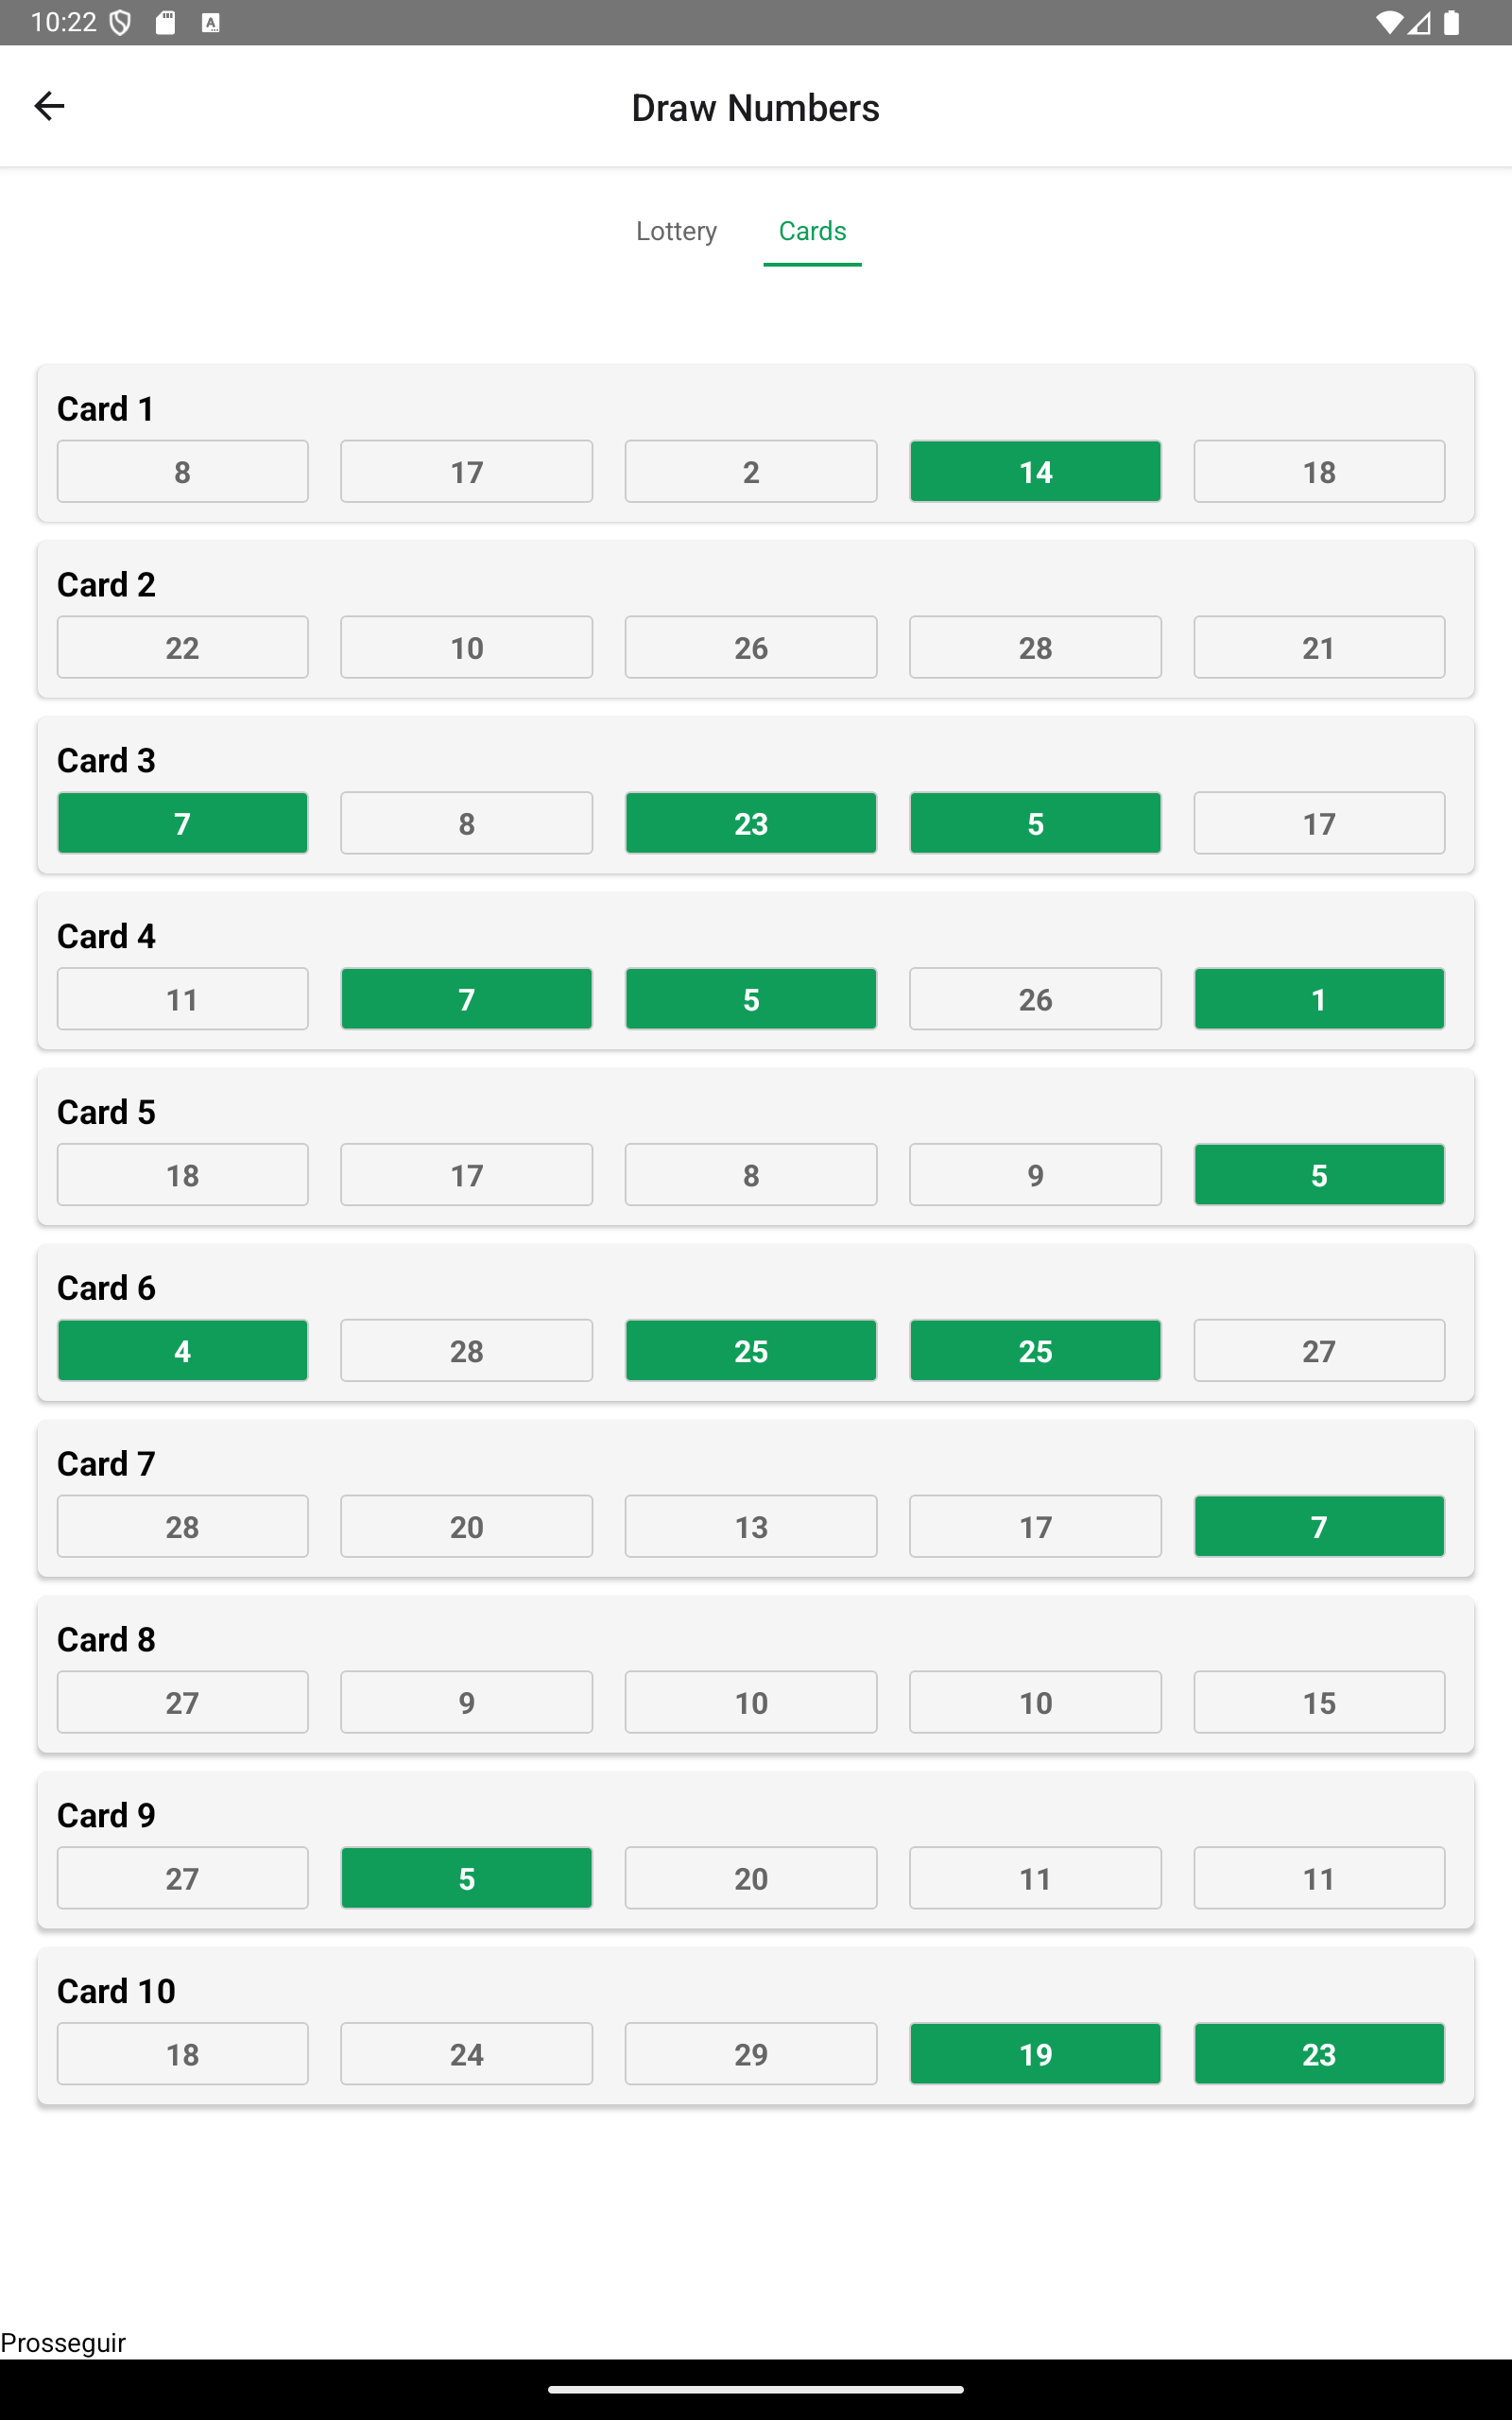 10:22
Draw Numbers
Lottery Cards
Card 1
8 17 2 14 18
Card 2
22 10 26 28 21
Card 3
7 8 23 5 17
Card 4
11 7 5 26 1
Card 5
18 17 8 9 5
Card 6
4 28 25 25 27
Card 7
28 20 13 17 7
Card 8
27 9 10 10 15
Card 9
27 5 20 11 11
Card 10
18 24 29 19 23
Prosseguir